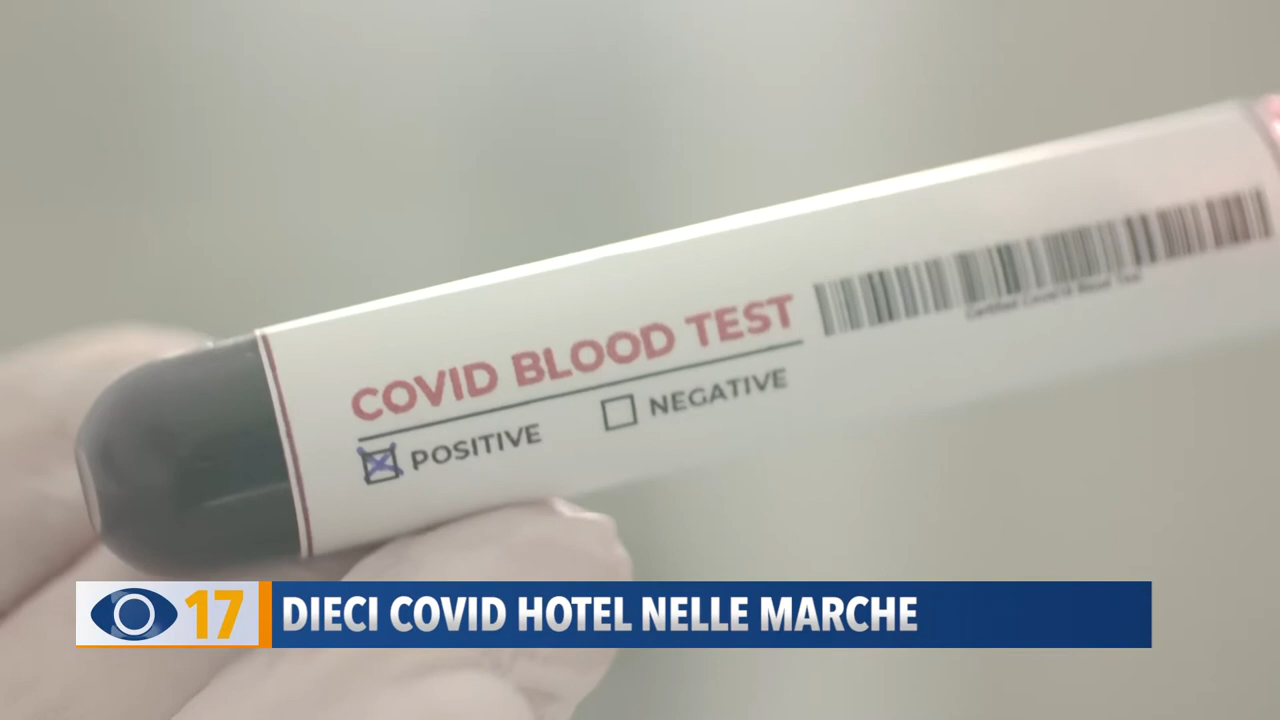 COVID BLOOD TEST
POSITIVE NEGATIVE
17 DIECI COVID HOTEL NELLE MARCHE